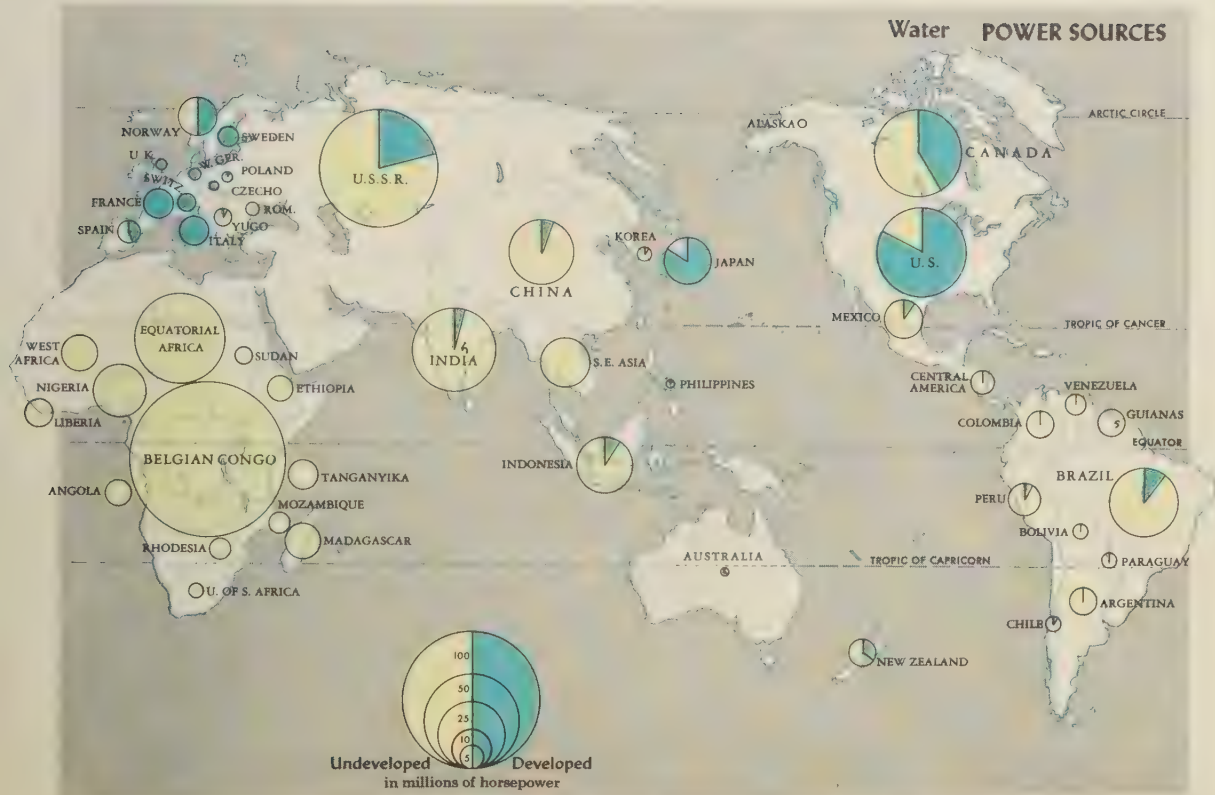 Water POWER SOURCES
ARCTIC CIRCLE
ALASKA
NORWAY
SWEDEN
U.K.
W. GER.
POLAND
SWITZ.
CZECHO
FRANCE
ROM.
YUGO
SPAIN
ITALY
U.S.S.R.
CANADA
U.S.
KOREA
JAPAN
CHINA
MEXICO
TROPIC OF CANCER
EQUATORIAL
AFRICA
WEST
AFRICA
SUDAN
INDIA
S.E. ASIA
NIGERIA
ETHIOPIA
PHILIPPINES
CENTRAL
AMERICA
VENEZUELA
LIBERIA
COLOMBIA
GUIANAS
EQUATOR
BELGIAN CONGO
INDONESIA
TANGANYIKA
BRAZIL
ANGOLA
MOZAMBIQUE
PERU
BOLIVIA
RHODESIA
MADAGASCAR
AUSTRALIA
TROPIC OF CAPRICORN
PARAGUAY
U. OF S. AFRICA
ARGENTINA
CHILE
NEW ZEALAND
100
50
25
10
5
Undeveloped Developed
in millions of horsepower